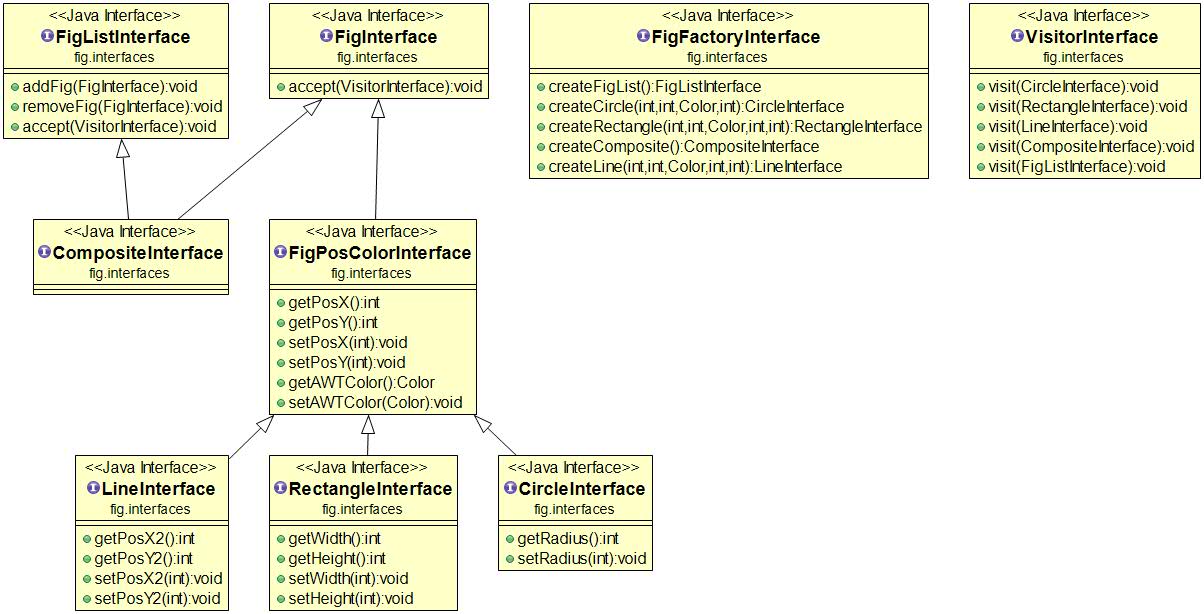 <<Java Interface>>
FigListInterface
fig.interfaces
addFig(FigInterface):void
removeFig(FigInterface):void
accept(VisitorInterface):void
<<Java Interface>>
FigInterface
fig.interfaces
accept(VisitorInterface):void
<<Java Interface>>
FigFactoryInterface
fig.interfaces
createFigList():FigListInterface
createCircle(int,int,Color,int):CircleInterface
createRectangle(int,int,Color,int,int):RectangleInterface
createComposite():CompositeInterface
createLine(int,int,Color,int,int):LineInterface
<<Java Interface>>
VisitorInterface
fig.interfaces
visit(CircleInterface):void
visit(RectangleInterface):void
visit(LineInterface):void
visit(CompositeInterface):void
visit(FigListInterface):void
<<Java Interface>>
CompositeInterface
fig.interfaces
<<Java Interface>>
FigPosColorInterface
fig.interfaces
getPosX():int
getPosY():int
setPosX(int):void
setPosY(int):void
getAWTColor():Color
setAWTColor(Color):void
<<Java Interface>>
LineInterface
fig.interfaces
getPosX2():int
getPosY2():int
setPosX2(int):void
setPosY2(int):void
<<Java Interface>>
RectangleInterface
fig.interfaces
getWidth():int
getHeight():int
setWidth(int):void
setHeight(int):void
<<Java Interface>>
CircleInterface
fig.interfaces
getRadius():int
setRadius(int):void